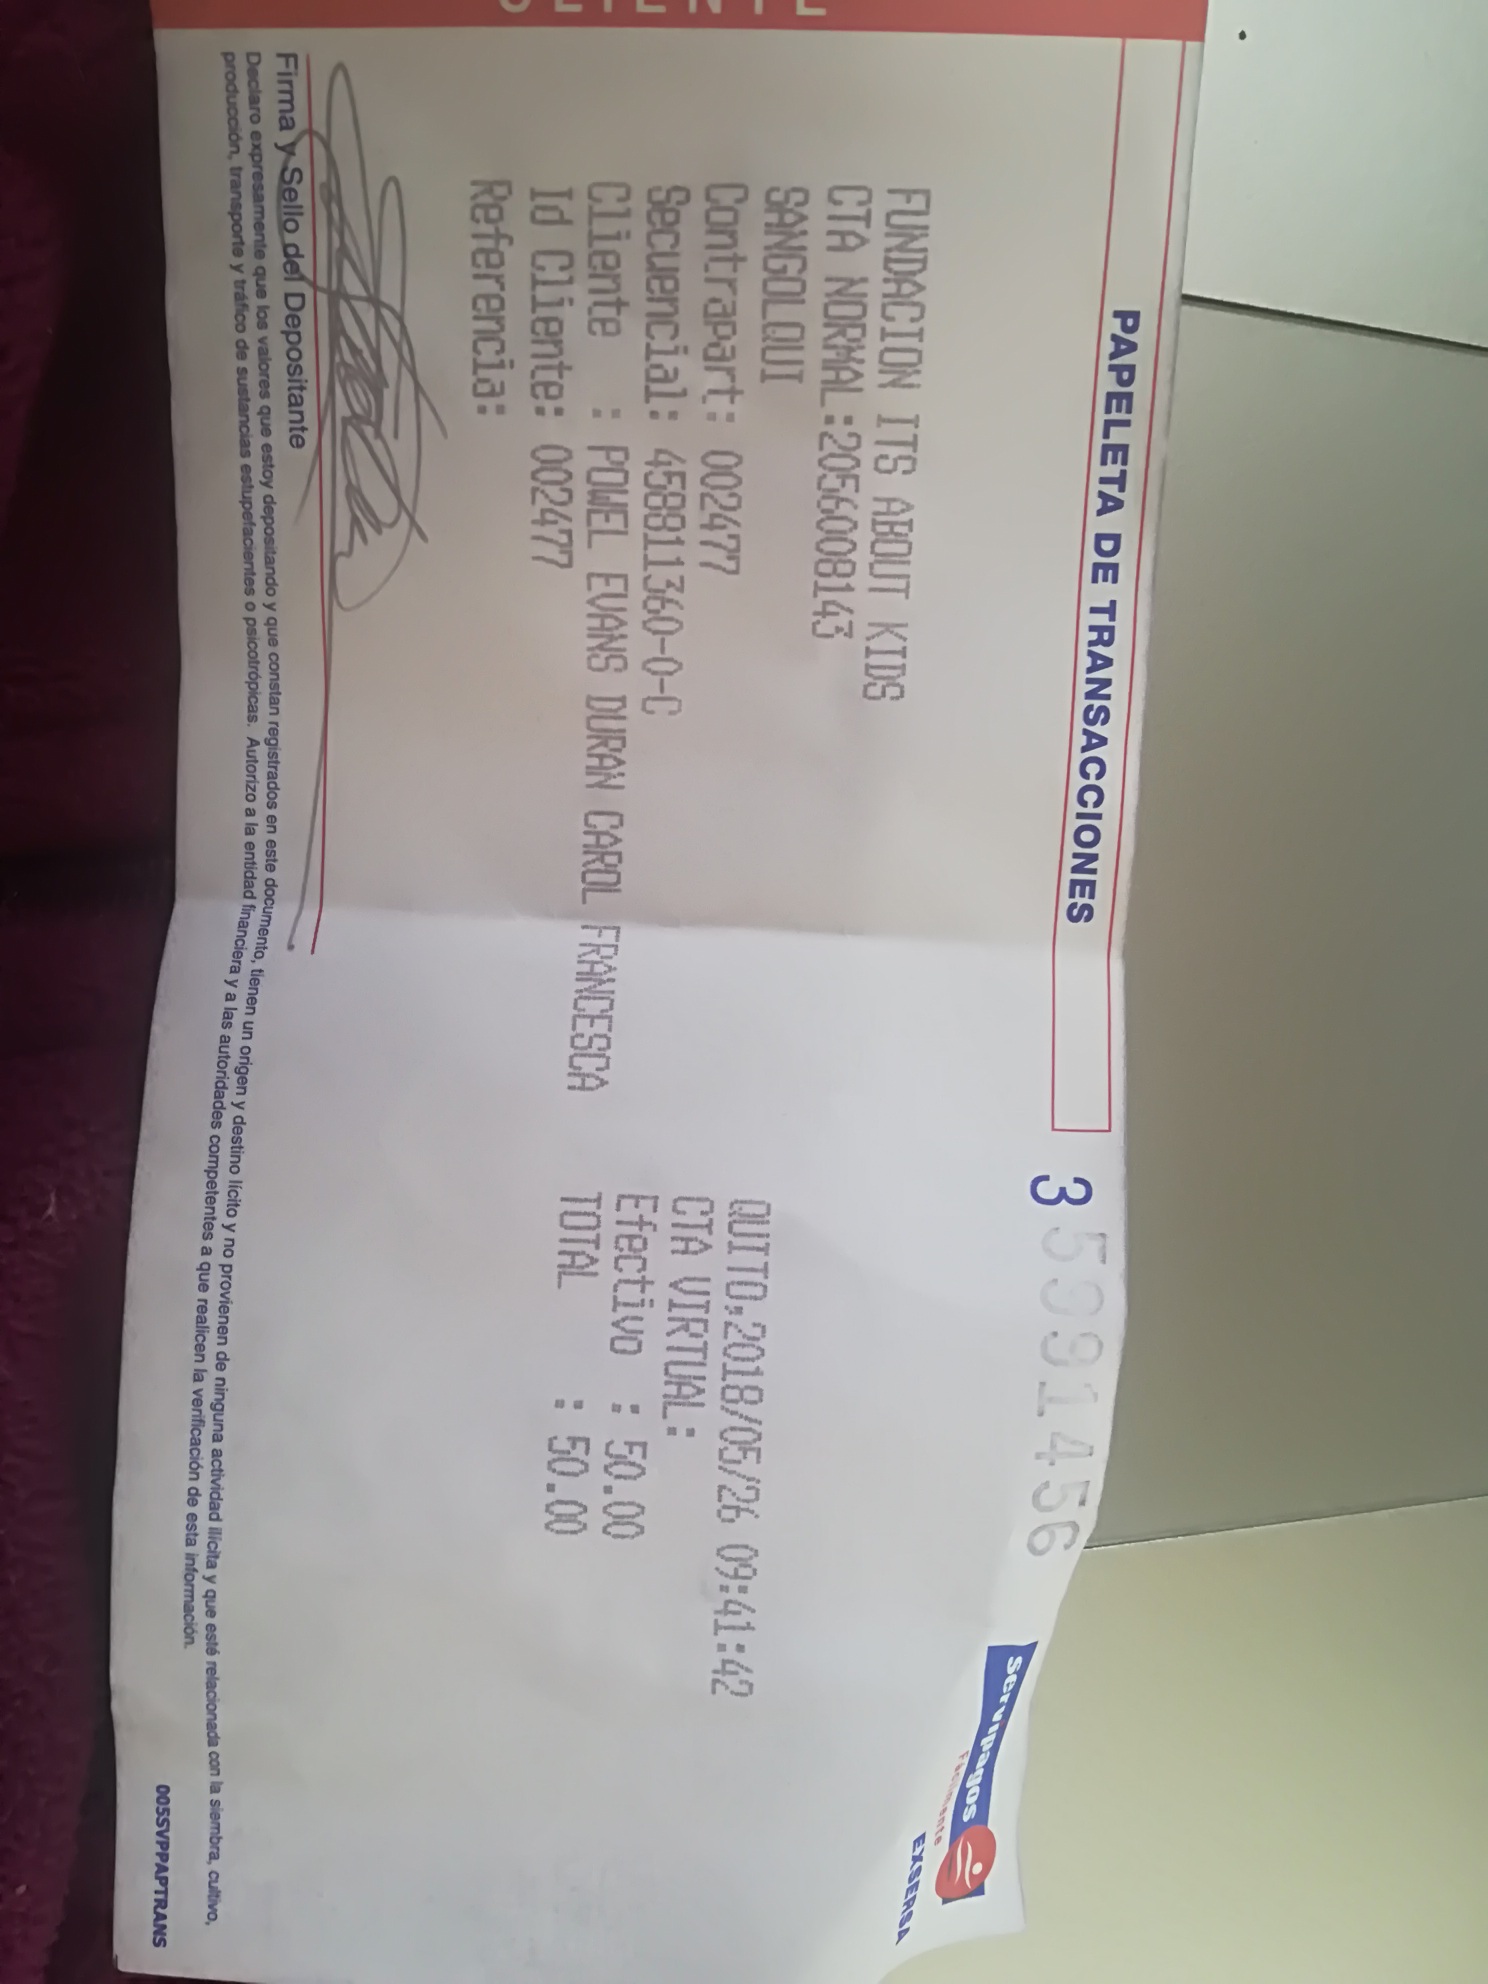 PAPELETA DE TRANSACCIONES
35991456
servipagos
Fácilmente
EXSERSA
FUNDACION ITS ABOUT KIDS
CTA NORMAL:2056008143
SANGOLQUI
QUITO,2018/05/26 09:41:42
Contrapart: 002477
CTA VIRTUAL:
Secuencial: 458811360-0-C
Efectivo : 50.00
Cliente : POWEL EVANS DURAN CAROL FRANCESCA
TOTAL : 50.00
Id Cliente: 002477
Referencia:
Firma y Sello del Depositante
Declaro expresamente que los valores que estoy depositando y que constan registrados en este documento, tienen un origen y destino lícito y no provienen de ninguna actividad ilícita y que esté relacionada con la siembra, cultivo,
producción, transporte y tráfico de sustancias estupefacientes o psicotrópicas. Autorizo a la entidad financiera y a las autoridades competentes a que realicen la verificación de esta información.
005SVPPAPTRANS